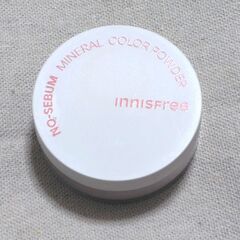 NO-SEBUM MINERAL COLOR POWDER
innisfree